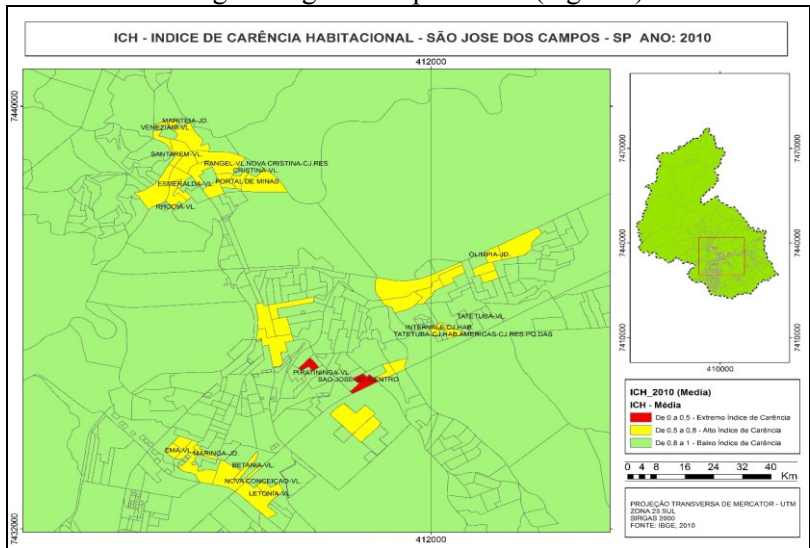 ICH - INDICE DE CARÊNCIA HABITACIONAL - SÃO JOSE DOS CAMPOS - SP ANO: 2010
412000
7440000
MARITEIA-JD.
VENEZIANI-VL.
SANTAREM-VL.
RANGEL-VL.NOVA CRISTINA-CJ.RES
CRISTINA-VL.
ESMERALDA-VL.
PORTAL DE MINAS
RHODIA-VL.
OLIMPIA-JD.
TATETUBA-VL.
INTERVALE-CJ.HAB.
TATETUBA-CJ.HAB.AMERICAS-CJ.RES.PQ.DAS
PIRATININGA-VL.
CENTRO
EMA-VL.
MARINGA-JD.
BETANIA-VL.
NOVA CONCEIÇAO-VL.
LETONIA-VL.
7432000
412000
7470000
7440000
7410000
410000
ICH_2010 (Media)
ICH - Média
De 0 a 0,5 - Extremo Índice de Carência
De 0,5 a 0,8 - Alto Índice de Carência
De 0,8 a 1 - Baixo Índice de Carência
0 4 8 16 24 32 40
Km
PROJEÇÃO TRANSVERSA DE MERCATOR - UTM
ZONA 23 SUL
SIRGAS 2000
FONTE: IBGE, 2010